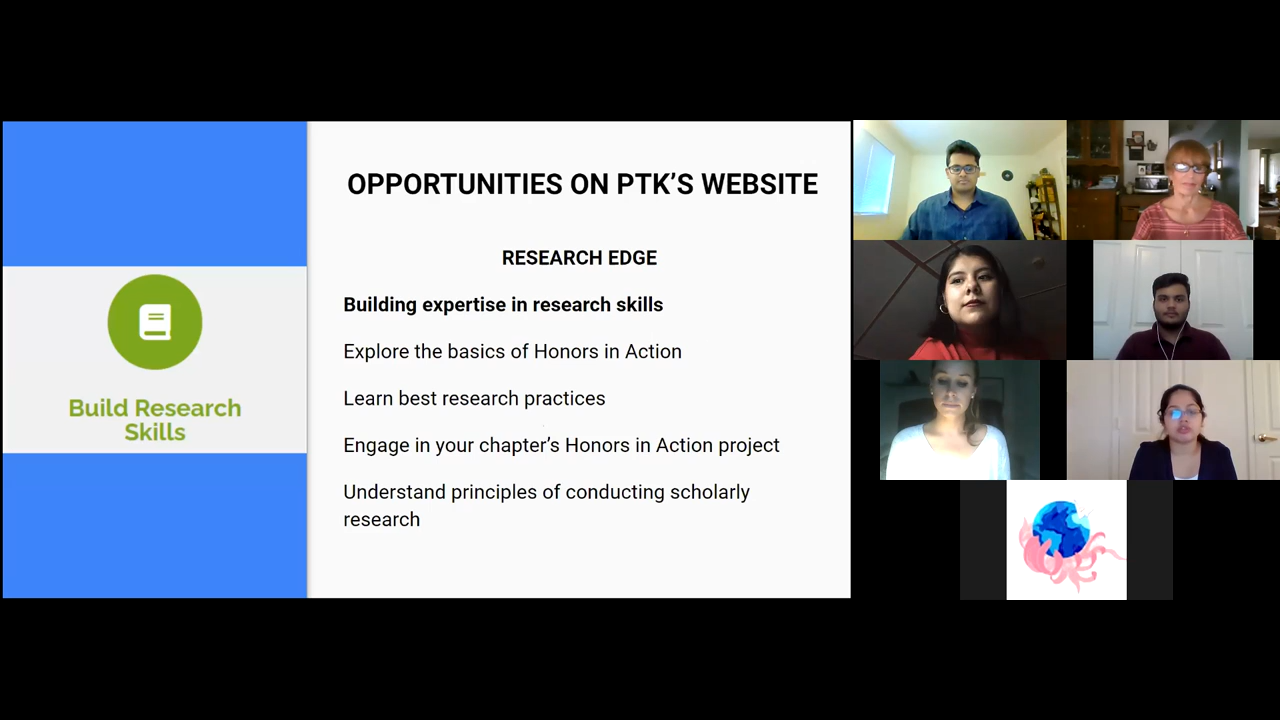 OPPORTUNITIES ON PTK’S WEBSITE
RESEARCH EDGE
Building expertise in research skills
Explore the basics of Honors in Action
Learn best research practices
Engage in your chapter’s Honors in Action project
Understand principles of conducting scholarly
research
Build Research
Skills